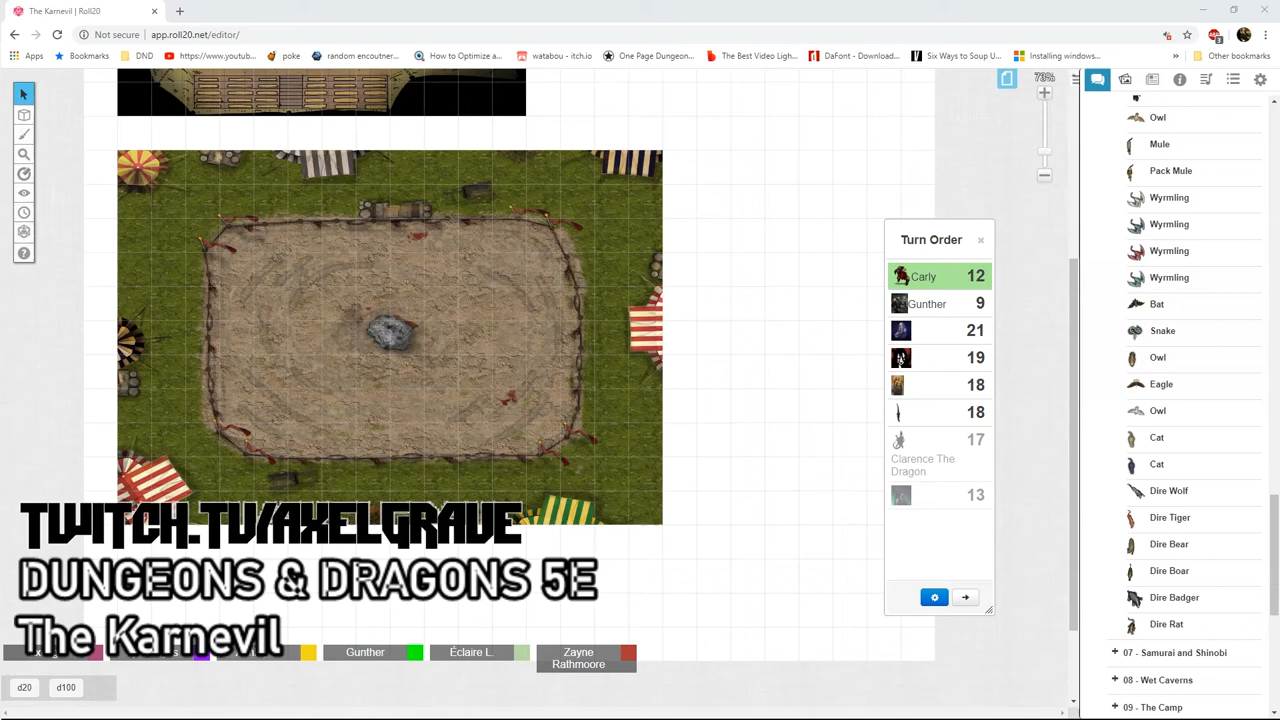 The Karnevil | Roll20
Not secure | app.roll20.net/editor/
Apps Bookmarks DND https://www.youtub... poke random encoutner... How to Optimize a... watabou / itch.io One Page Dungeon... The Best Video Ligh... DaFont - Download... Six Ways to Soup U... Installing windows... » Other bookmarks
73%
Owl
Mule
Pack Mule
Wyrmling
Wyrmling
Wyrmling
Wyrmling
Bat
Snake
Owl
Eagle
Owl
Cat
Cat
Dire Wolf
Dire Tiger
Dire Bear
Dire Boar
Dire Badger
Dire Rat
07 - Samurai and Shinobi
08 - Wet Caverns
09 - The Camp
Turn Order
Carly 12
Gunther 9
21
19
18
18
17
Clarence The
Dragon
13
TWITCH.TV/AXELGRAVE
DUNGEONS & DRAGONS 5E
The Karnevil
Gunther
Éclaire L.
Zayne
Rathmoore
d20 d100